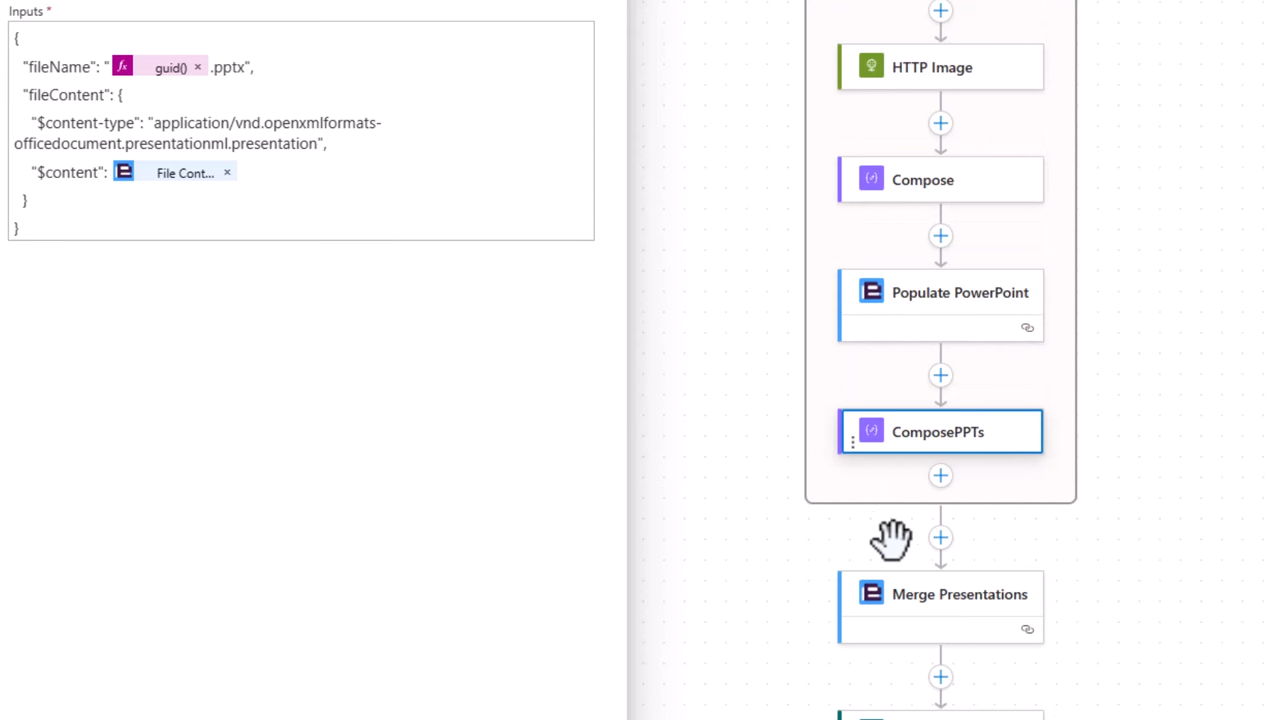 Inputs *
{
"fileName": " guid() × .pptx",
"fileContent": {
"$content-type": "application/vnd.openxmlformats-
officedocument.presentationml.presentation",
"$content": File Cont... ×
}
}
HTTP Image
Compose
Populate PowerPoint
ComposePPTs
Merge Presentations